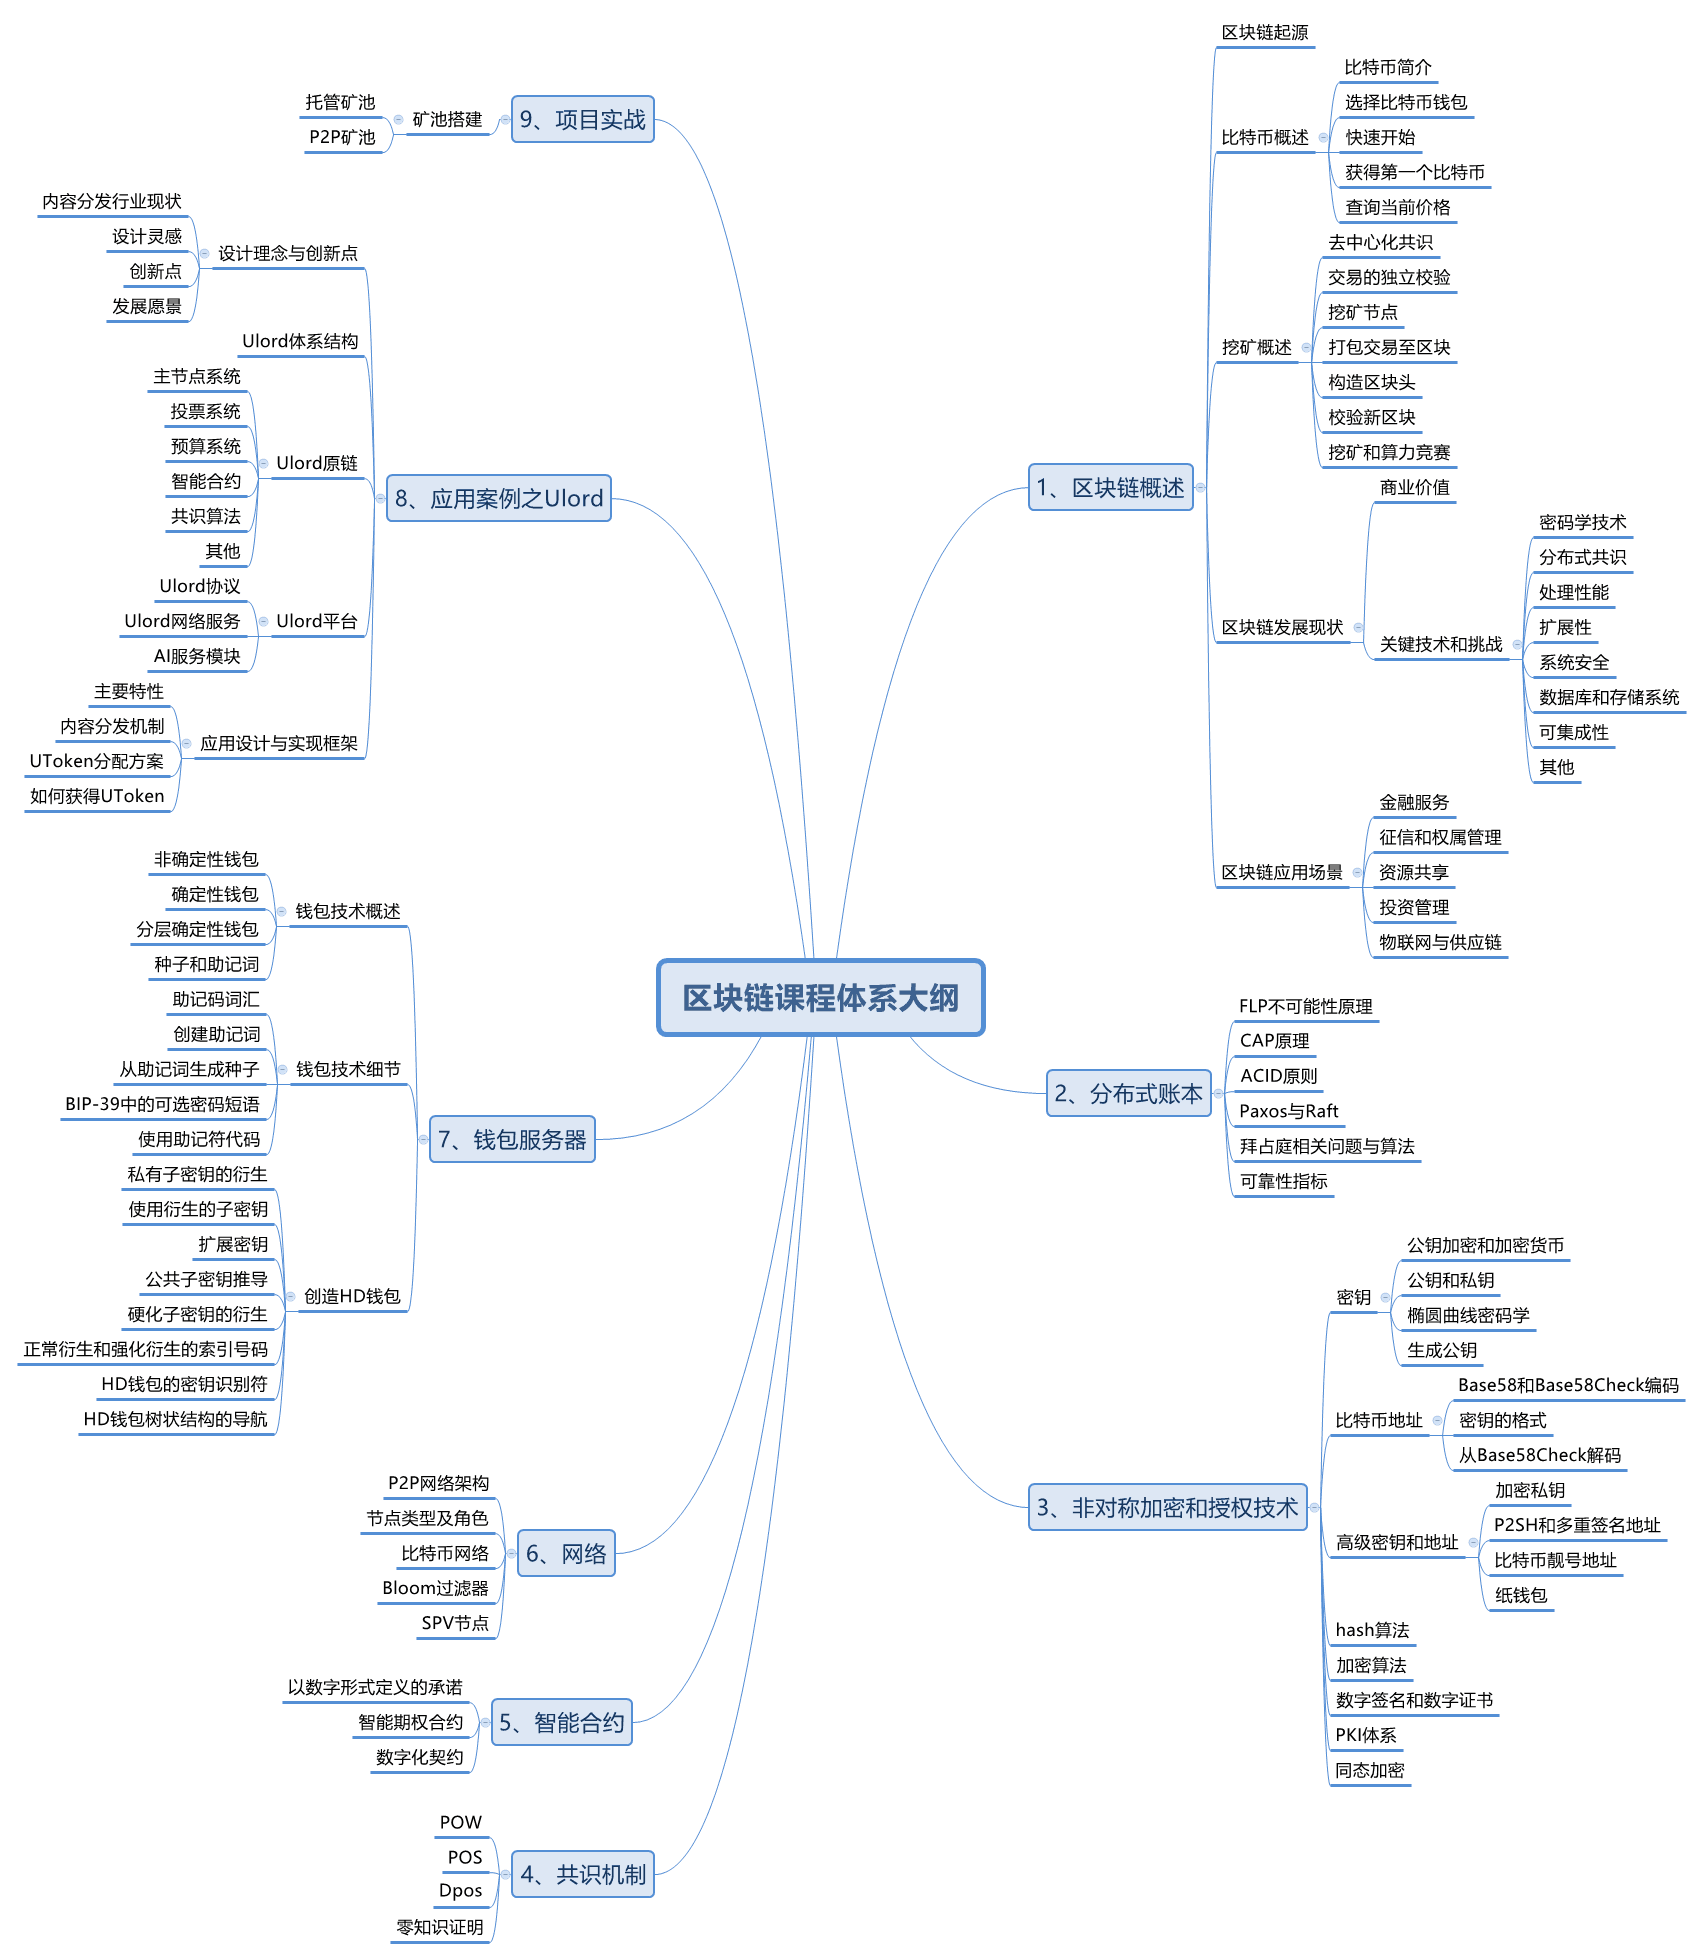 区块链课程体系大纲
1、区块链概述
区块链起源
比特币概述
比特币简介
选择比特币钱包
快速开始
获得第一个比特币
查询当前价格
挖矿概述
去中心化共识
交易的独立校验
挖矿节点
打包交易至区块
构造区块头
校验新区块
挖矿和算力竞赛
区块链发展现状
商业价值
关键技术和挑战
密码学技术
分布式共识
处理性能
扩展性
系统安全
数据库和存储系统
可集成性
其他
区块链应用场景
金融服务
征信和权属管理
资源共享
投资管理
物联网与供应链
2、分布式账本
FLP不可能性原理
CAP原理
ACID原则
Paxos与Raft
拜占庭相关问题与算法
可靠性指标
3、非对称加密和授权技术
密钥
公钥加密和加密货币
公钥和私钥
椭圆曲线密码学
生成公钥
比特币地址
Base58和Base58Check编码
密钥的格式
从Base58Check解码
高级密钥和地址
加密私钥
P2SH和多重签名地址
比特币靓号地址
纸钱包
hash算法
加密算法
数字签名和数字证书
PKI体系
同态加密
4、共识机制
POW
POS
Dpos
零知识证明
5、智能合约
以数字形式定义的承诺
智能期权合约
数字化契约
6、网络
P2P网络架构
节点类型及角色
比特币网络
Bloom过滤器
SPV节点
7、钱包服务器
钱包技术概述
非确定性钱包
确定性钱包
分层确定性钱包
种子和助记词
钱包技术细节
助记码词汇
创建助记词
从助记词生成种子
BIP-39中的可选密码短语
使用助记符代码
创造HD钱包
私有子密钥的衍生
使用衍生的子密钥
扩展密钥
公共子密钥推导
硬化子密钥的衍生
正常衍生和强化衍生的索引号码
HD钱包的密钥识别符
HD钱包树状结构的导航
8、应用案例之Ulord
设计理念与创新点
内容分发行业现状
设计灵感
创新点
发展愿景
Ulord体系结构
Ulord原链
主节点系统
投票系统
预算系统
智能合约
共识算法
其他
Ulord平台
Ulord协议
Ulord网络服务
AI服务模块
应用设计与实现框架
主要特性
内容分发机制
UToken分配方案
如何获得UToken
9、项目实战
矿池搭建
托管矿池
P2P矿池